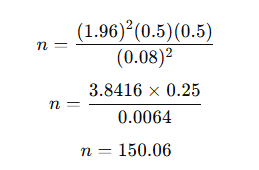 n = (1.96)²(0.5)(0.5) / (0.08)²
n = 3.8416 × 0.25 / 0.0064
n = 150.06